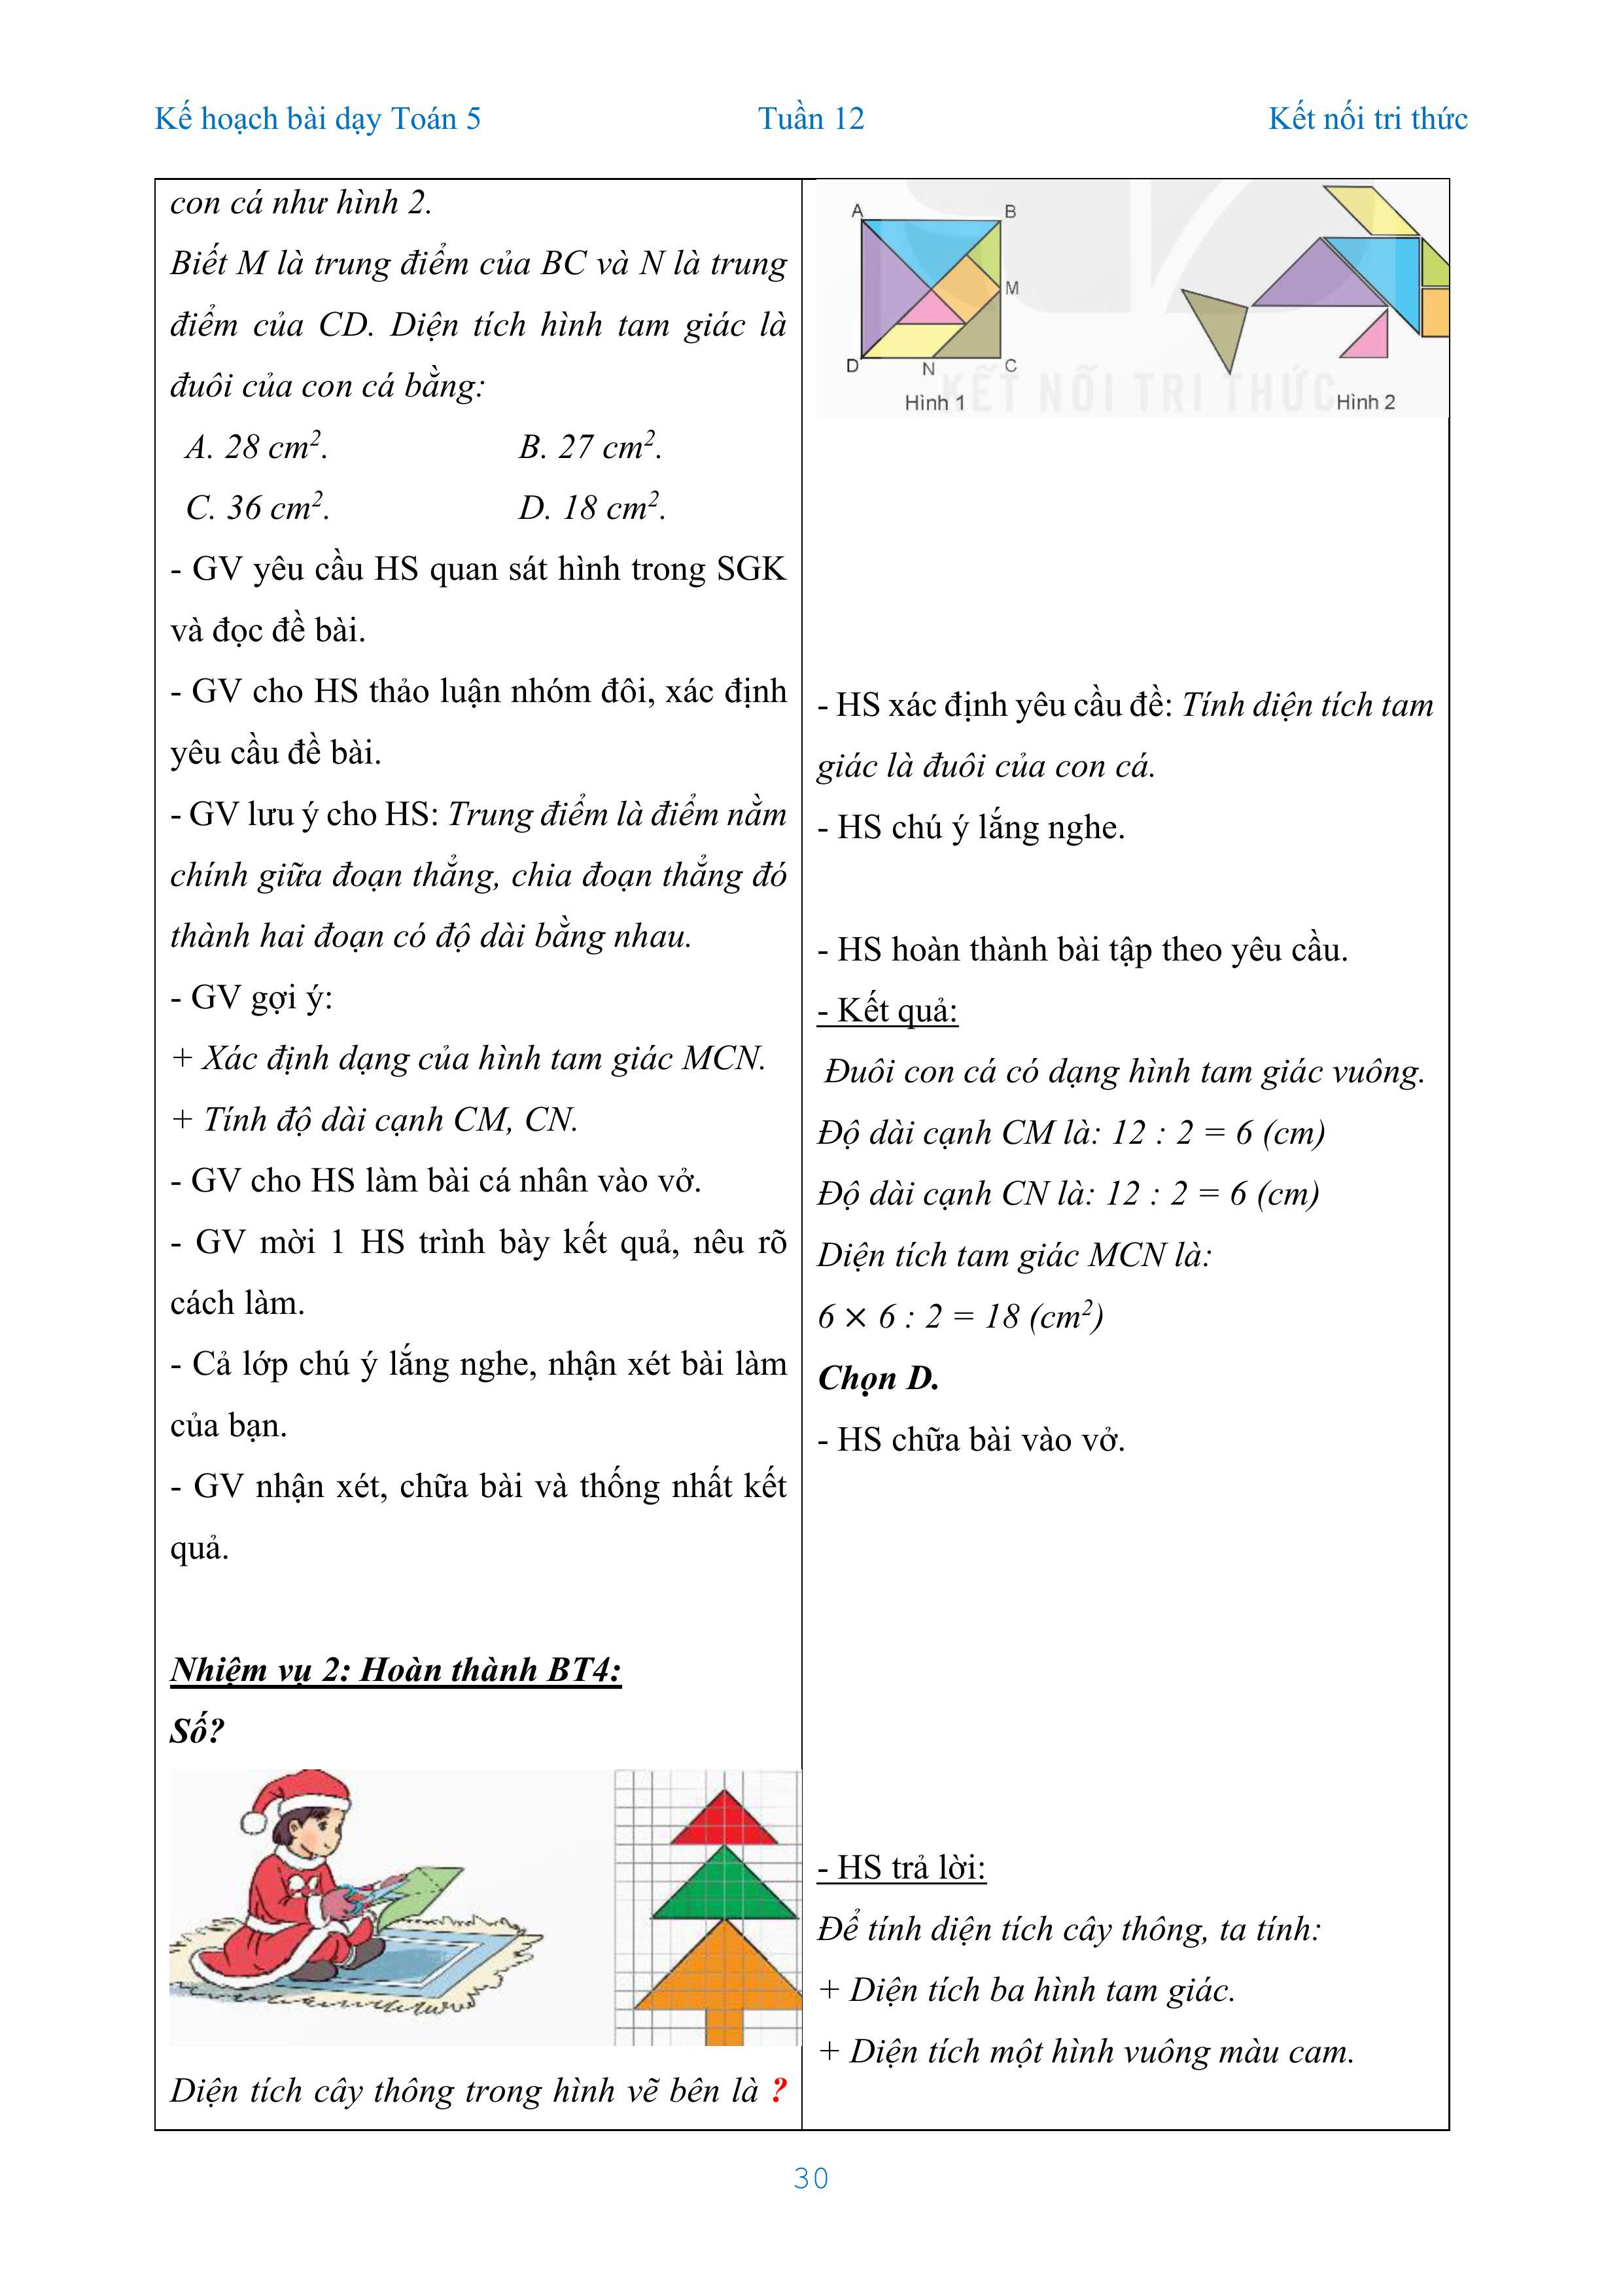 Kế hoạch bài dạy Toán 5 Tuần 12 Kết nối tri thức
con cá như hình 2.
Biết M là trung điểm của BC và N là trung
điểm của CD. Diện tích hình tam giác là
đuôi của con cá bằng:
A. 28 cm². B. 27 cm².
C. 36 cm². D. 18 cm².
- GV yêu cầu HS quan sát hình trong SGK
và đọc đề bài.
- GV cho HS thảo luận nhóm đôi, xác định
yêu cầu đề bài.
- GV lưu ý cho HS: Trung điểm là điểm nằm
chính giữa đoạn thẳng, chia đoạn thẳng đó
thành hai đoạn có độ dài bằng nhau.
- GV gợi ý:
+ Xác định dạng của hình tam giác MCN.
+ Tính độ dài cạnh CM, CN.
- GV cho HS làm bài cá nhân vào vở.
- GV mời 1 HS trình bày kết quả, nêu rõ
cách làm.
- Cả lớp chú ý lắng nghe, nhận xét bài làm
của bạn.
- GV nhận xét, chữa bài và thống nhất kết
quả.
Nhiệm vụ 2: Hoàn thành BT4:
Số?
Diện tích cây thông trong hình vẽ bên là ?
A B
M
D N C
KẾT NỐI TRI THỨC
Hình 1 Hình 2
- HS xác định yêu cầu đề: Tính diện tích tam
giác là đuôi của con cá.
- HS chú ý lắng nghe.
- HS hoàn thành bài tập theo yêu cầu.
- Kết quả:
Đuôi con cá có dạng hình tam giác vuông.
Độ dài cạnh CM là: 12 : 2 = 6 (cm)
Độ dài cạnh CN là: 12 : 2 = 6 (cm)
Diện tích tam giác MCN là:
6 × 6 : 2 = 18 (cm²)
Chọn D.
- HS chữa bài vào vở.
- HS trả lời:
Để tính diện tích cây thông, ta tính:
+ Diện tích ba hình tam giác.
+ Diện tích một hình vuông màu cam.
30